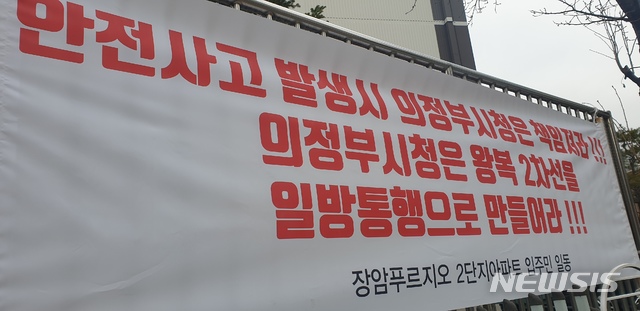 안전사고 발생시 의정부시청은 책임져라 !!!
의정부시청은 왕복 2차선을
일방통행으로 만들어라 !!!
장암푸르지오 2단지아파트 입주민 일동
NEWSIS